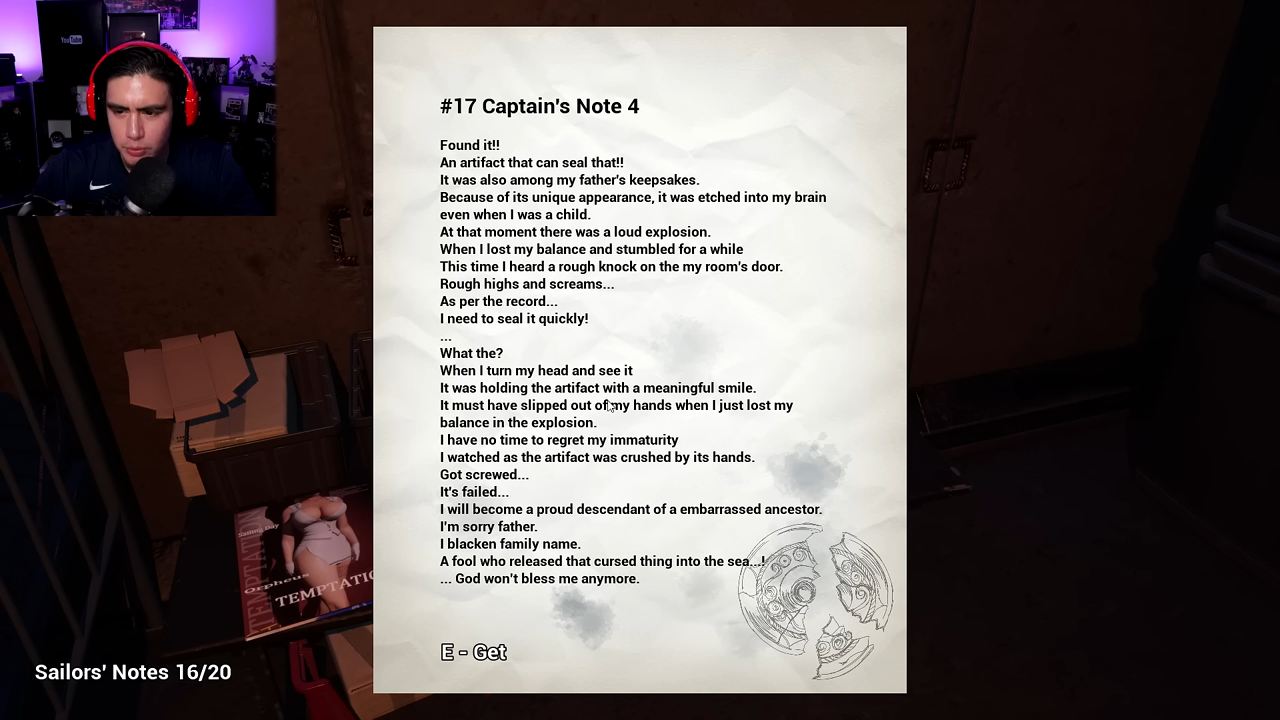 YouTube
#17 Captain's Note 4
Found it!!
An artifact that can seal that!!
It was also among my father's keepsakes.
Because of its unique appearance, it was etched into my brain
even when I was a child.
At that moment there was a loud explosion.
When I lost my balance and stumbled for a while
This time I heard a rough knock on the my room's door.
Rough highs and screams...
As per the record...
I need to seal it quickly!
...
What the?
When I turn my head and see it
It was holding the artifact with a meaningful smile.
It must have slipped out of my hands when I just lost my
balance in the explosion.
I have no time to regret my immaturity
I watched as the artifact was crushed by its hands.
Got screwed...
It's failed...
I will become a proud descendant of a embarrassed ancestor.
I'm sorry father.
I blacken family name.
A fool who released that cursed thing into the sea...!
... God won't bless me anymore.
E - Get
Sailing Day
Orpheus
TEMPTATIO
TEMPTATIO
Sailors' Notes 16/20